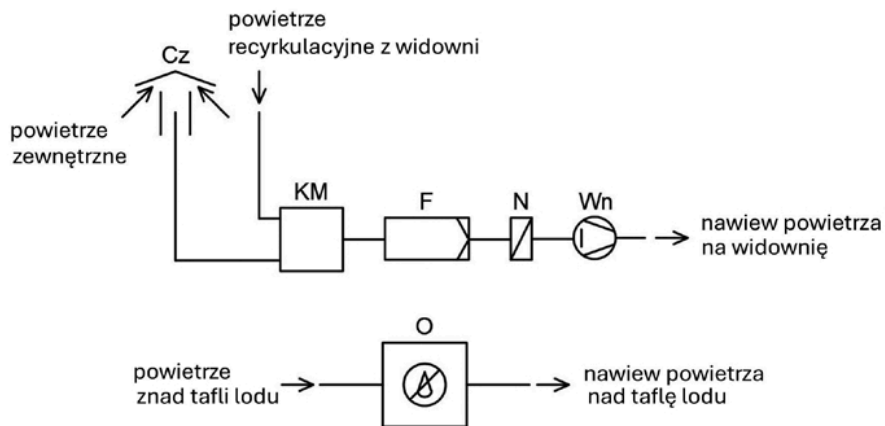 powietrze
recyrkulacyjne z widowni
Cz
powietrze
zewnętrzne
KM
F
N
Wn
nawiew powietrza
na widownię
O
powietrze
znad tafli lodu
nawiew powietrza
nad taflę lodu